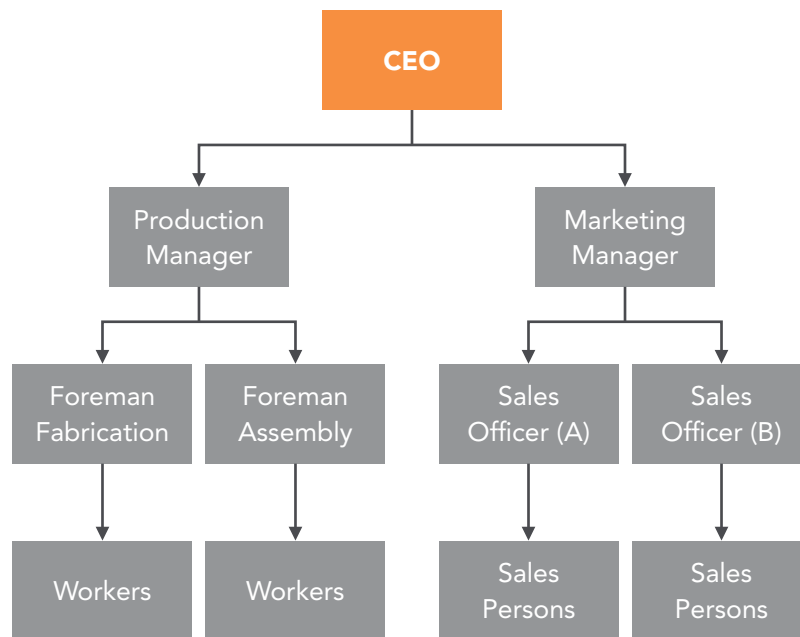 CEO
Production
Manager
Marketing
Manager
Foreman
Fabrication
Foreman
Assembly
Sales
Officer (A)
Sales
Officer (B)
Workers
Workers
Sales
Persons
Sales
Persons